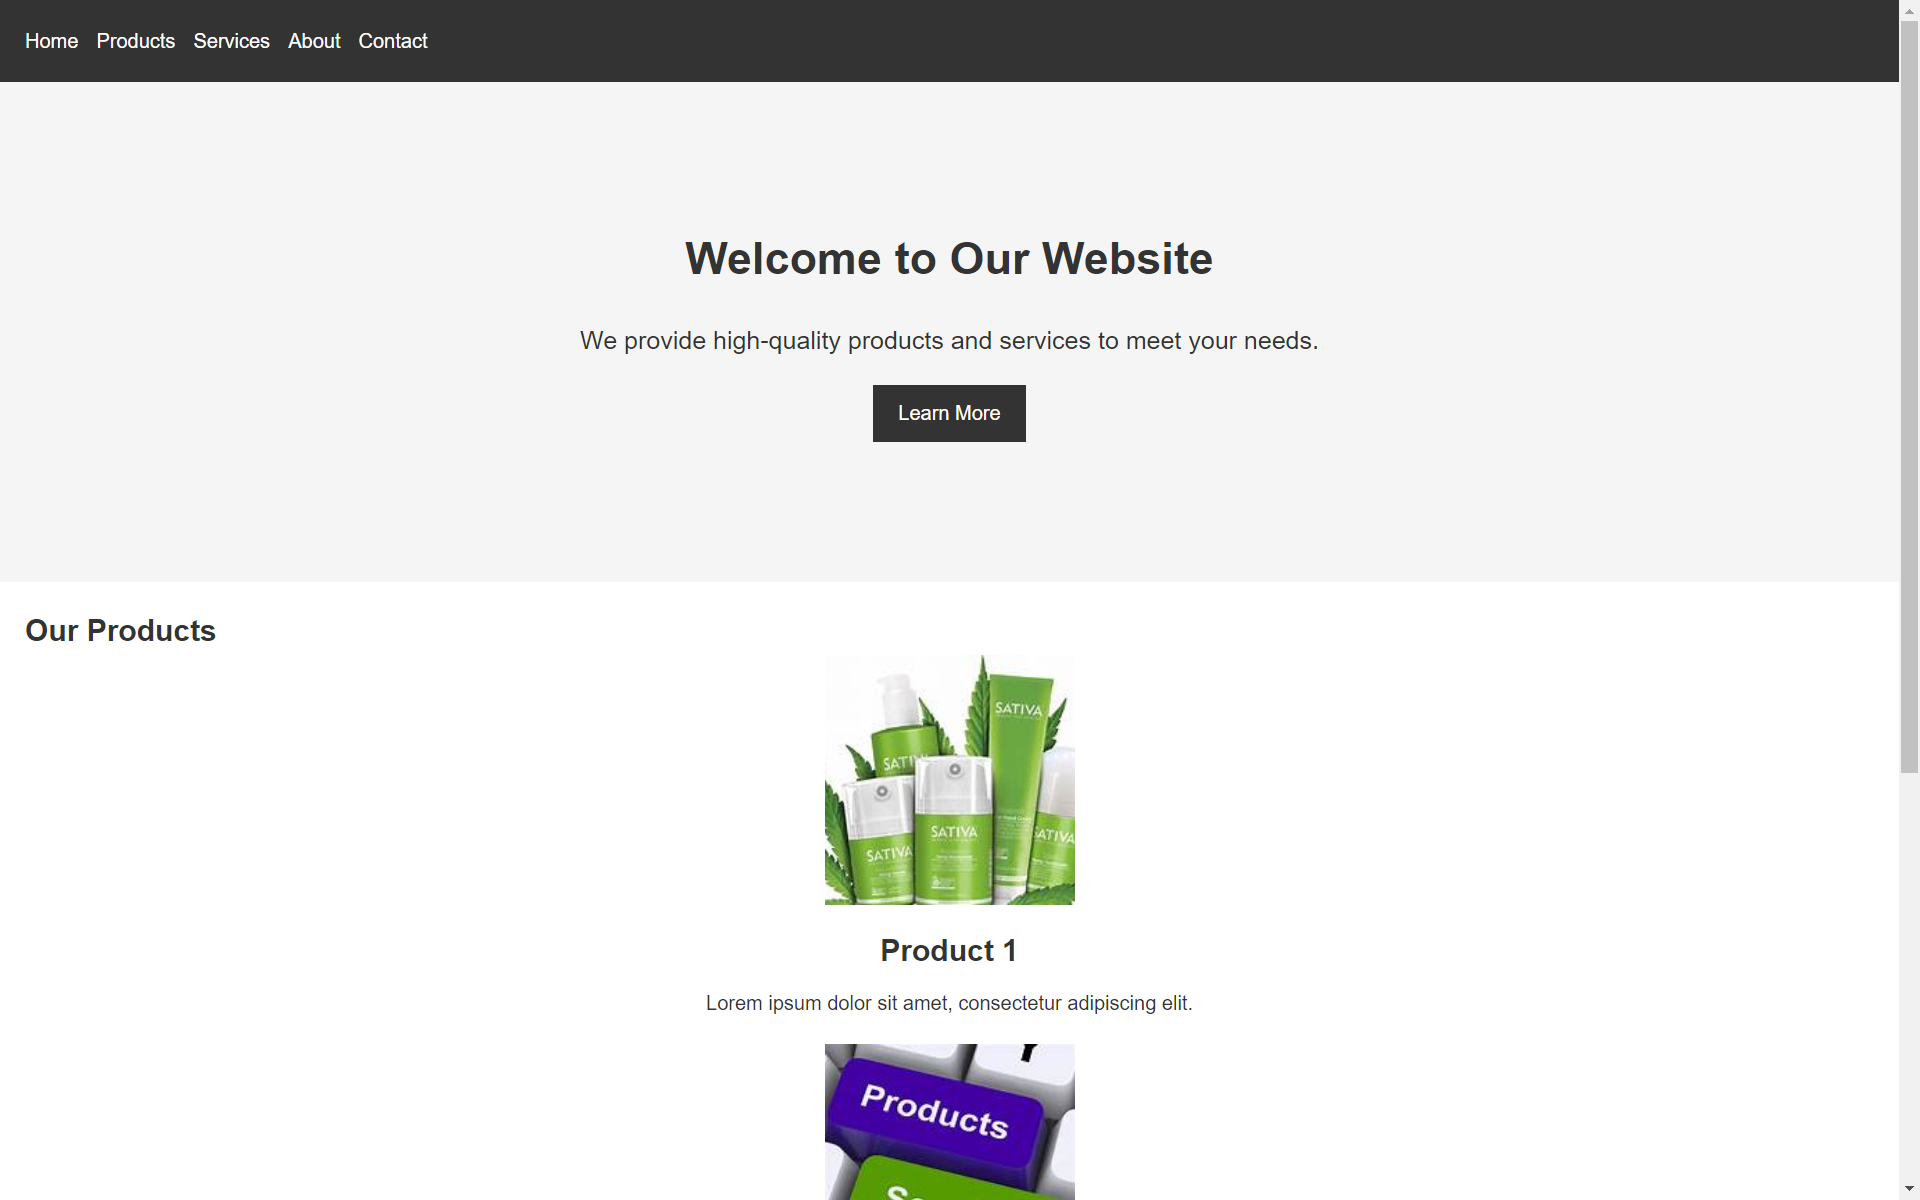 Home Products Services About Contact
Welcome to Our Website
We provide high-quality products and services to meet your needs.
Learn More
Our Products
SATIVA
SATIVA
SATIVA
SATIVA
Product 1
Lorem ipsum dolor sit amet, consectetur adipiscing elit.
Y
Products